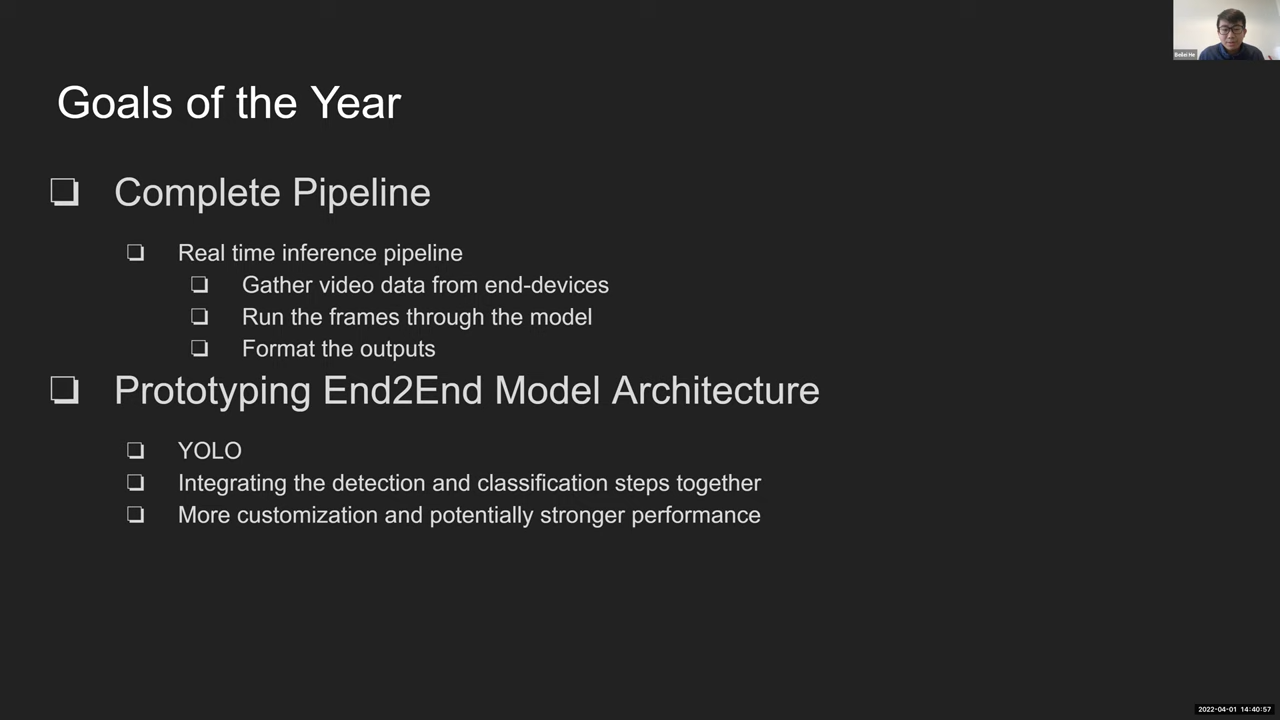 Beilei He
Goals of the Year
Complete Pipeline
Real time inference pipeline
Gather video data from end-devices
Run the frames through the model
Format the outputs
Prototyping End2End Model Architecture
YOLO
Integrating the detection and classification steps together
More customization and potentially stronger performance
2022-04-01 14:40:57